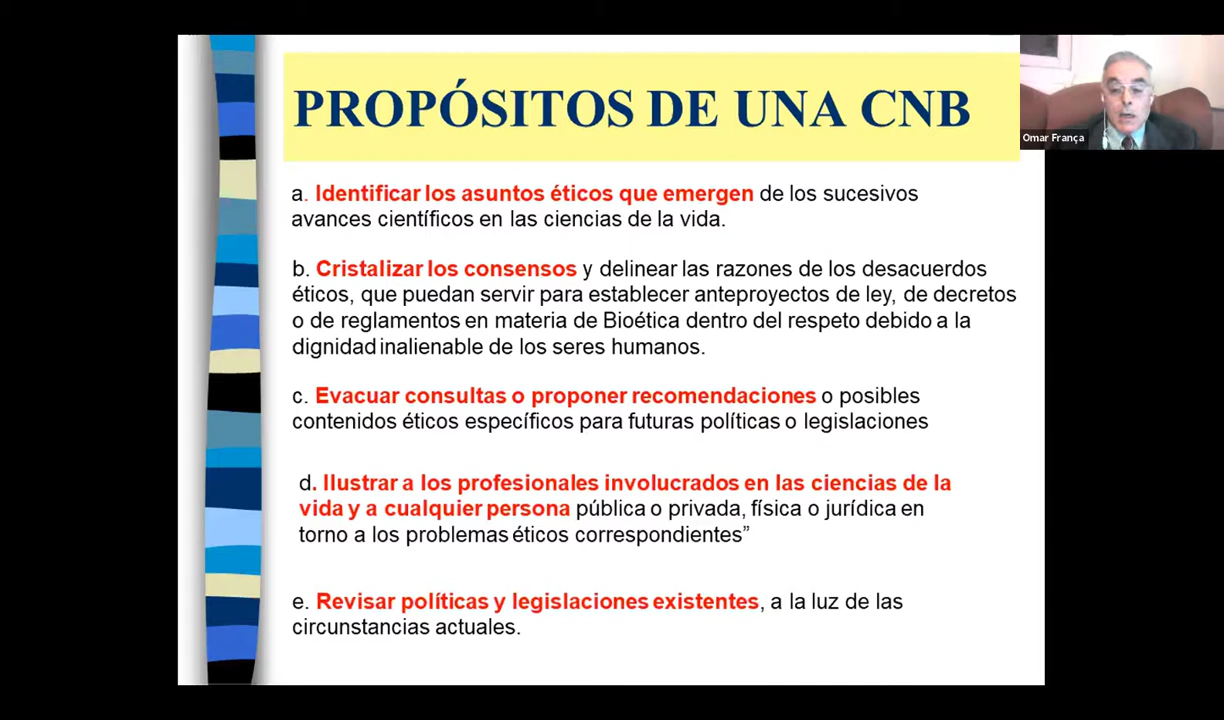 PROPÓSITOS DE UNA CNB
Omar França
a. Identificar los asuntos éticos que emergen de los sucesivos
avances científicos en las ciencias de la vida.
b. Cristalizar los consensos y delinear las razones de los desacuerdos
éticos, que puedan servir para establecer anteproyectos de ley, de decretos
o de reglamentos en materia de Bioética dentro del respeto debido a la
dignidad inalienable de los seres humanos.
c. Evacuar consultas o proponer recomendaciones o posibles
contenidos éticos específicos para futuras políticas o legislaciones
d. Ilustrar a los profesionales involucrados en las ciencias de la
vida y a cualquier persona pública o privada, física o jurídica en
torno a los problemas éticos correspondientes”
e. Revisar políticas y legislaciones existentes, a la luz de las
circunstancias actuales.